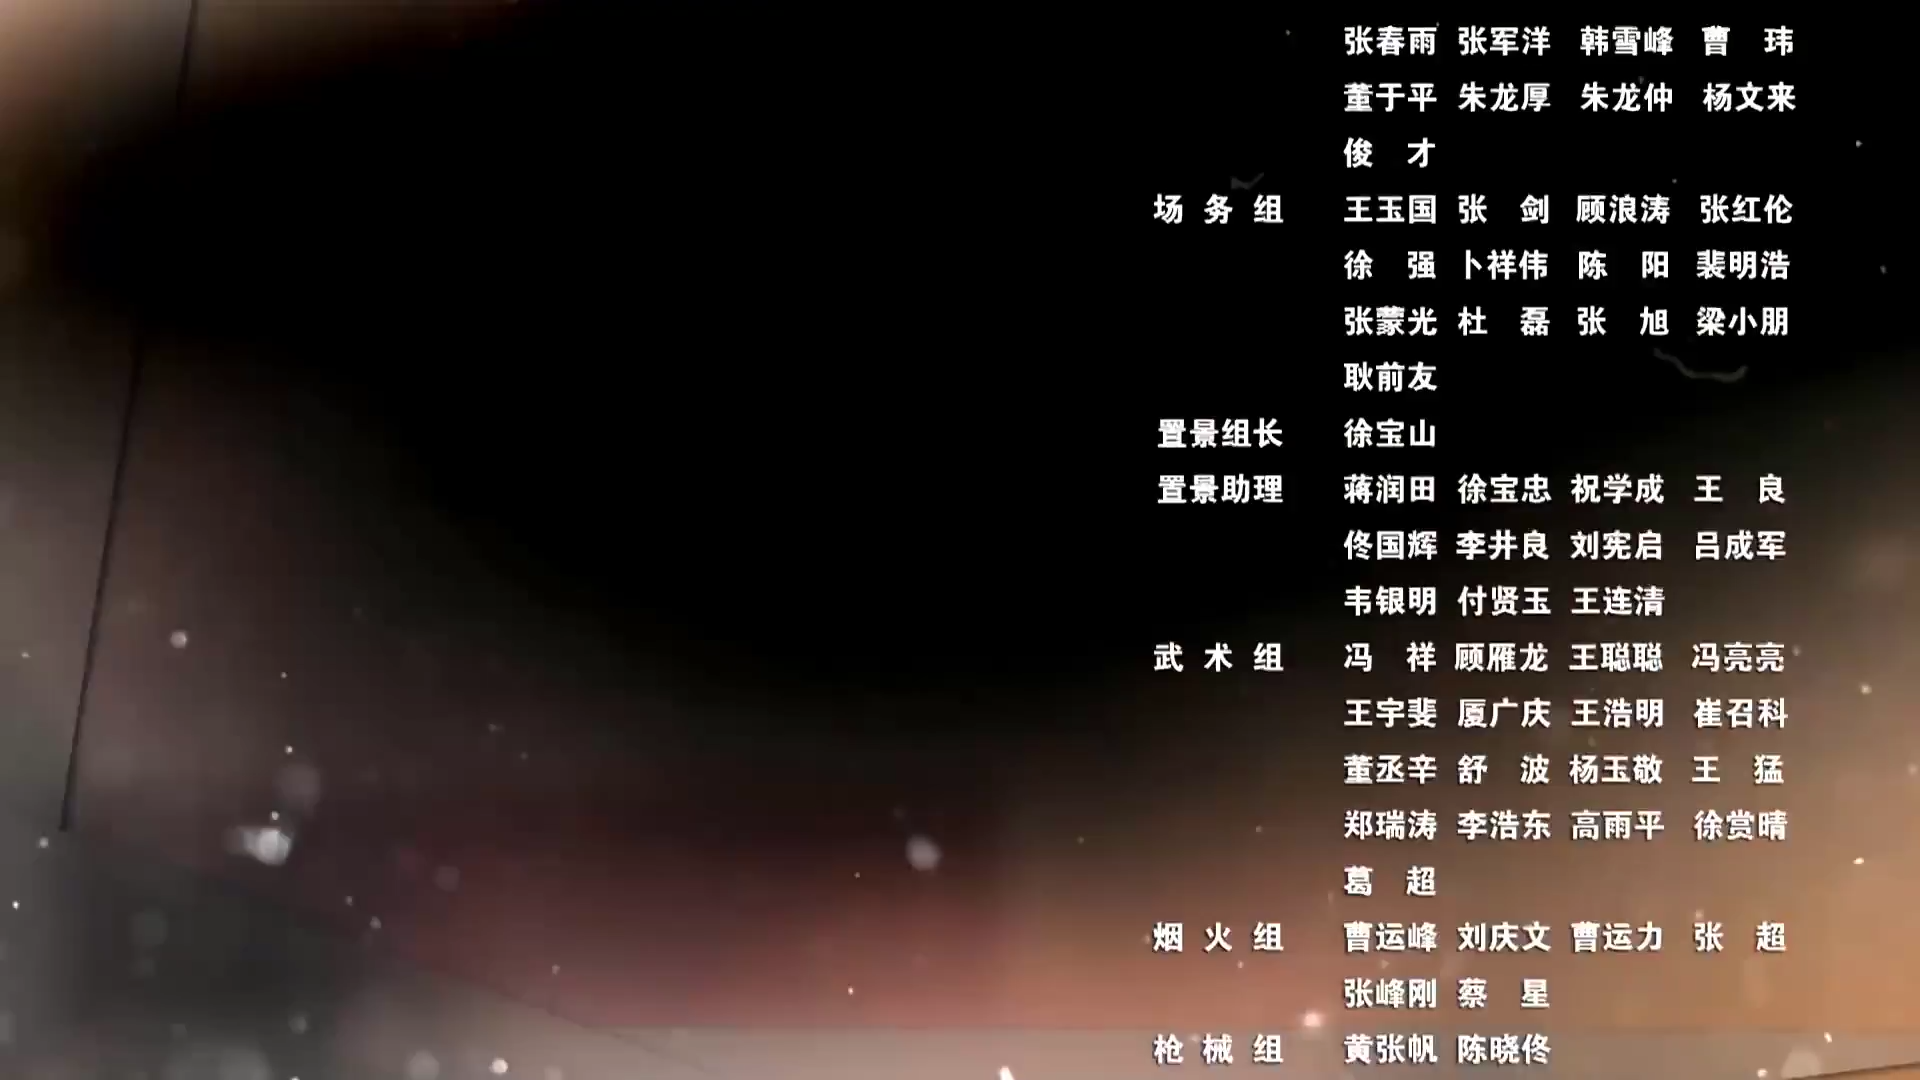 张春雨 张军洋 韩雪峰 曹　玮
董于平 朱龙厚 朱龙仲 杨文来
俊　才
场 务 组 王玉国 张　剑 顾浪涛 张红伦
徐　强 卜祥伟 陈　阳 裴明浩
张蒙光 杜　磊 张　旭 梁小朋
耿前友
置景组长 徐宝山
置景助理 蒋润田 徐宝忠 祝学成 王　良
佟国辉 李井良 刘宪启 吕成军
韦银明 付贤玉 王连清
武 术 组 冯　祥 顾雁龙 王聪聪 冯亮亮
王宇斐 厦广庆 王浩明 崔召科
董丞辛 舒　波 杨玉敬 王　猛
郑瑞涛 李浩东 高雨平 徐赏晴
葛　超
烟 火 组 曹运峰 刘庆文 曹运力 张　超
张峰刚 蔡　星
枪 械 组 黄张帆 陈晓佟